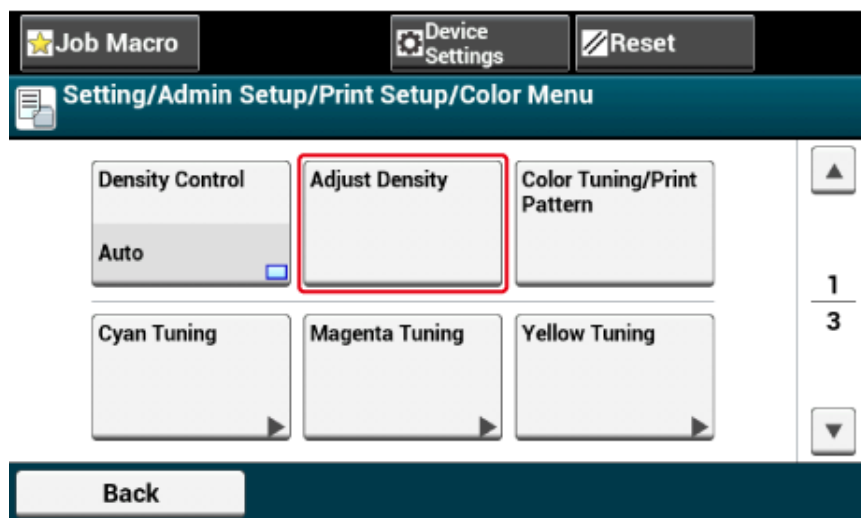 Job Macro
Device
Settings
Reset
Setting/Admin Setup/Print Setup/Color Menu
Density Control
Auto
Adjust Density
Color Tuning/Print
Pattern
Cyan Tuning
Magenta Tuning
Yellow Tuning
1
3
Back